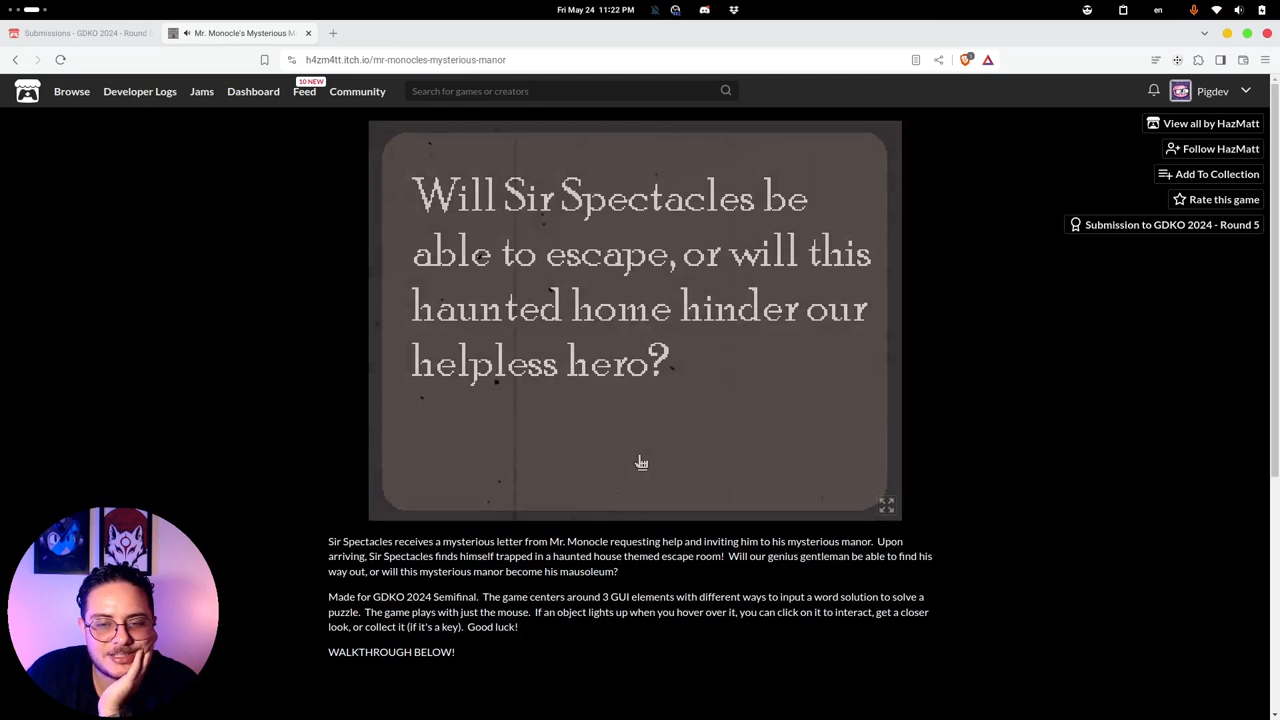 Fri May 24 11:22 PM
en
Submissions - GDKO 2024 - Round 5
Mr. Monocle's Mysterious M
h4zm4tt.itch.io/mr-monocles-mysterious-manor
1
Browse
Developer Logs
Jams
Dashboard
10 NEW
Feed
Community
Search for games or creators
Pigdev
View all by HazMatt
Follow HazMatt
Add To Collection
Rate this game
Submission to GDKO 2024 - Round 5
Will Sir Spectacles be
able to escape, or will this
haunted home hinder our
helpless hero?
Sir Spectacles receives a mysterious letter from Mr. Monocle requesting help and inviting him to his mysterious manor. Upon
arriving, Sir Spectacles finds himself trapped in a haunted house themed escape room! Will our genius gentleman be able to find his
way out, or will this mysterious manor become his mausoleum?
Made for GDKO 2024 Semifinal. The game centers around 3 GUI elements with different ways to input a word solution to solve a
puzzle. The game plays with just the mouse. If an object lights up when you hover over it, you can click on it to interact, get a closer
look, or collect it (if it's a key). Good luck!
WALKTHROUGH BELOW!